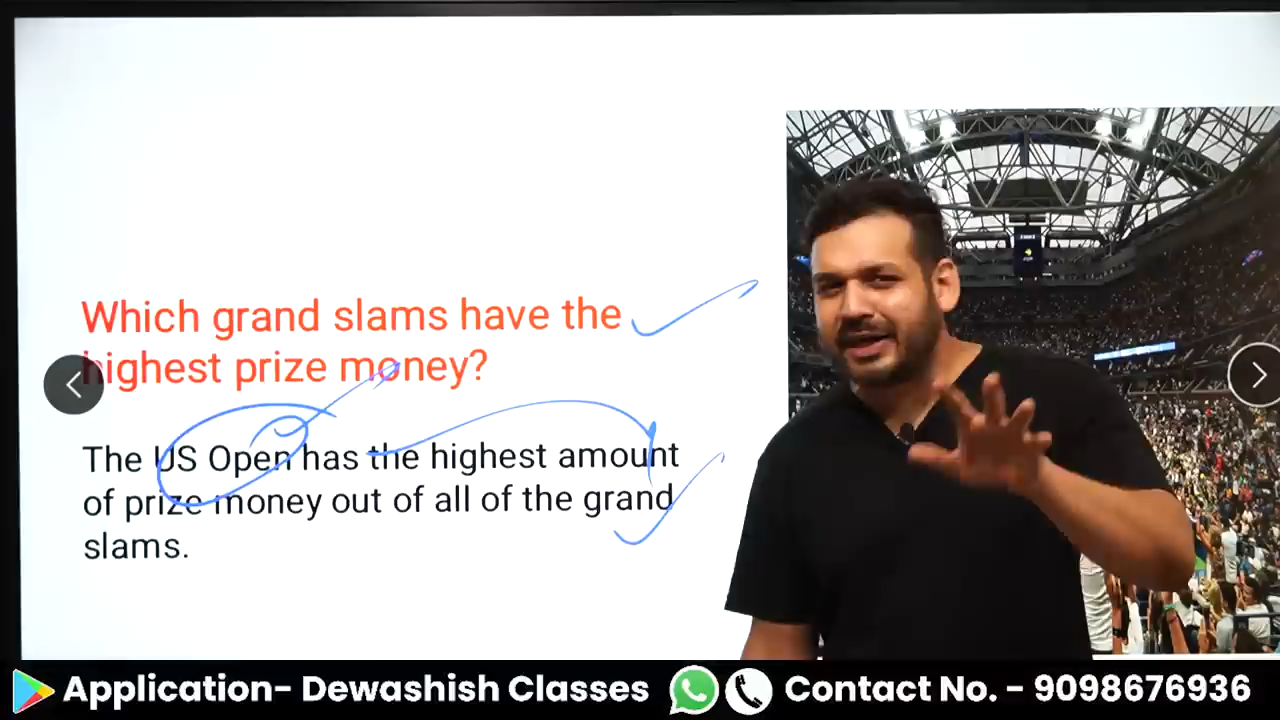 Which grand slams have the
highest prize money?
The US Open has the highest amount
of prize money out of all of the grand
slams.
Application- Dewashish Classes
Contact No. - 9098676936